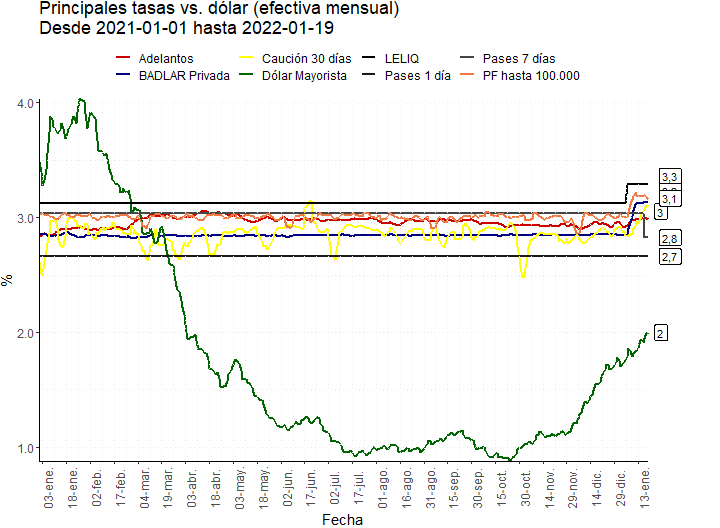 Principales tasas vs. dólar (efectiva mensual)
Desde 2021-01-01 hasta 2022-01-19
Adelantos Caución 30 días LELIQ Pases 7 días
BADLAR Privada Dólar Mayorista Pases 1 día PF hasta 100.000
4.0
3.0
2.0
1.0
%
3,3
3,1
3
2,8
2,7
2
03-ene. 18-ene. 02-feb. 17-feb. 04-mar. 19-mar. 03-abr. 18-abr. 03-may. 18-may. 02-jun. 17-jun. 02-jul. 17-jul. 01-ago. 16-ago. 31-ago. 15-sep. 30-sep. 15-oct. 30-oct. 14-nov. 29-nov. 14-dic. 29-dic. 13-ene.
Fecha